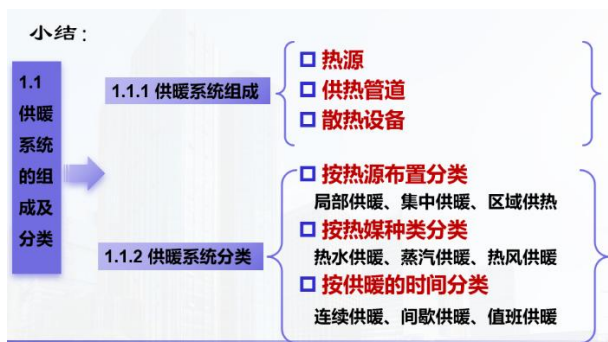 小结：
1.1
供暖
系统
的组
成及
分类
1.1.1 供暖系统组成
热源
供热管道
散热设备
1.1.2 供暖系统分类
按热源布置分类
局部供暖、集中供暖、区域供热
按热媒种类分类
热水供暖、蒸汽供暖、热风供暖
按供暖的时间分类
连续供暖、间歇供暖、值班供暖